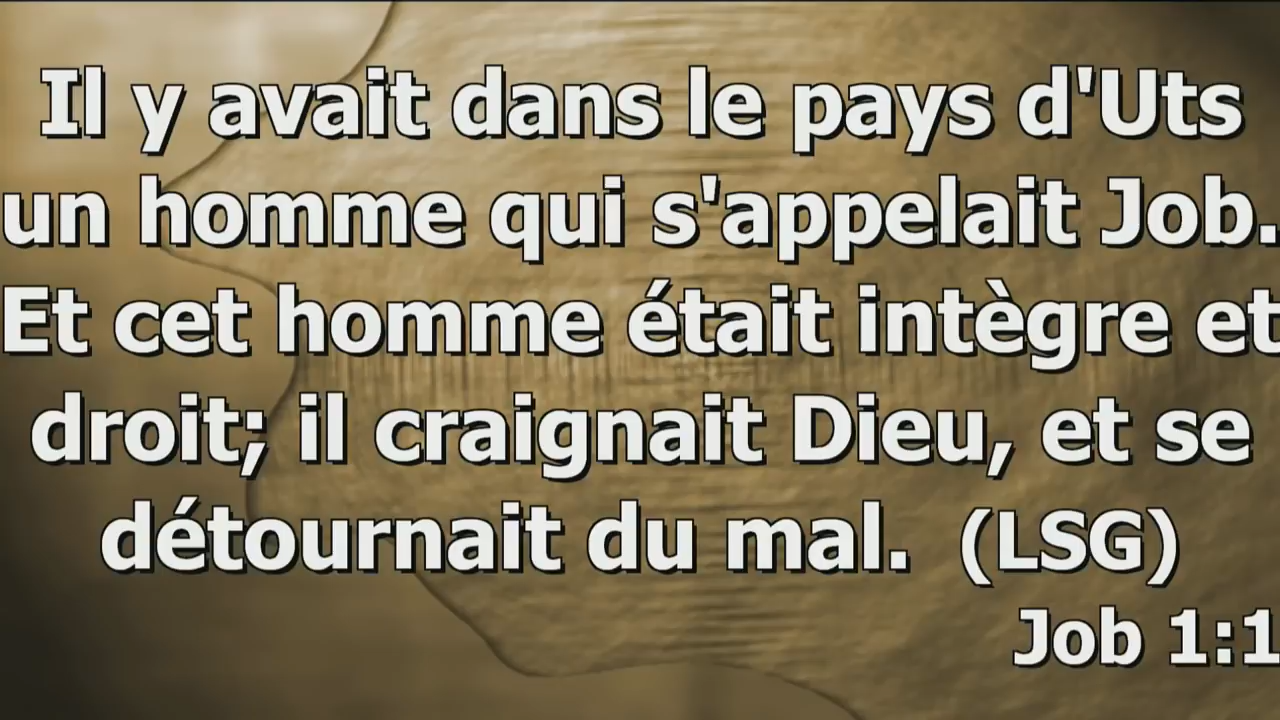 Il y avait dans le pays d'Uts
un homme qui s'appelait Job.
Et cet homme était intègre et
droit; il craignait Dieu, et se
détournait du mal.  (LSG)
Job 1:1